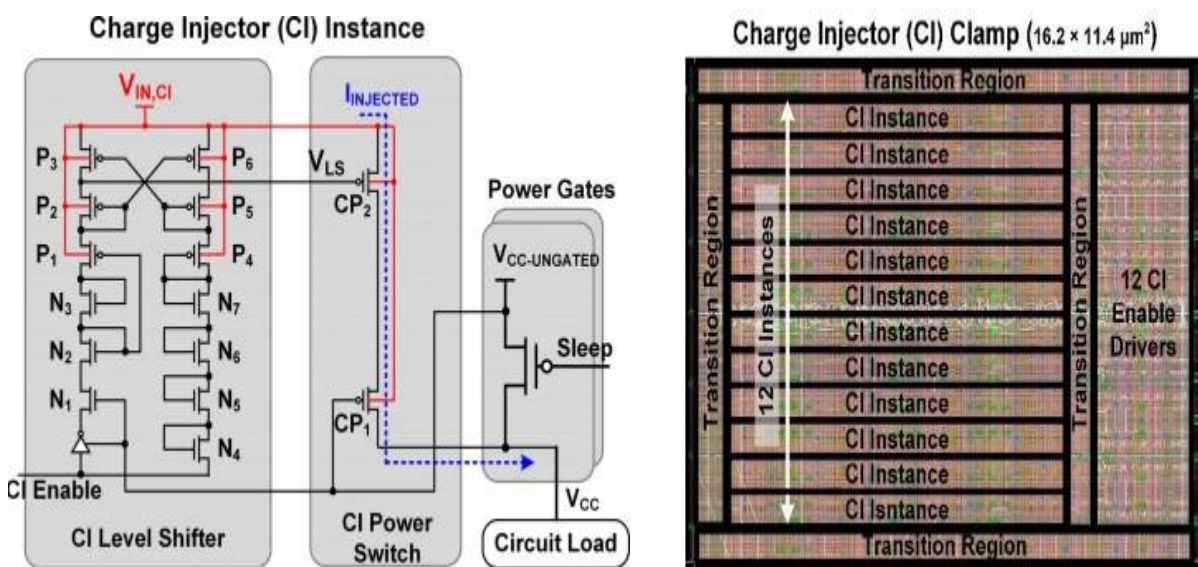 Charge Injector (CI) Instance
V_IN,CI
I_INJECTED
P3
P6
V_LS
P2
P5
CP2
Power Gates
P1
P4
V_CC-UNGATED
N3
N7
N2
N6
Sleep
N1
N5
CP1
N4
CI Enable
V_CC
CI Level Shifter
CI Power
Switch
Circuit Load
Charge Injector (CI) Clamp (16.2 × 11.4 μm²)
Transition Region
Transition Region
12 CI Instances
CI Instance
CI Instance
CI Instance
CI Instance
CI Instance
CI Instance
CI Instance
CI Instance
CI Instance
CI Instance
CI Instance
CI Isntance
Transition Region
12 CI
Enable
Drivers
Transition Region